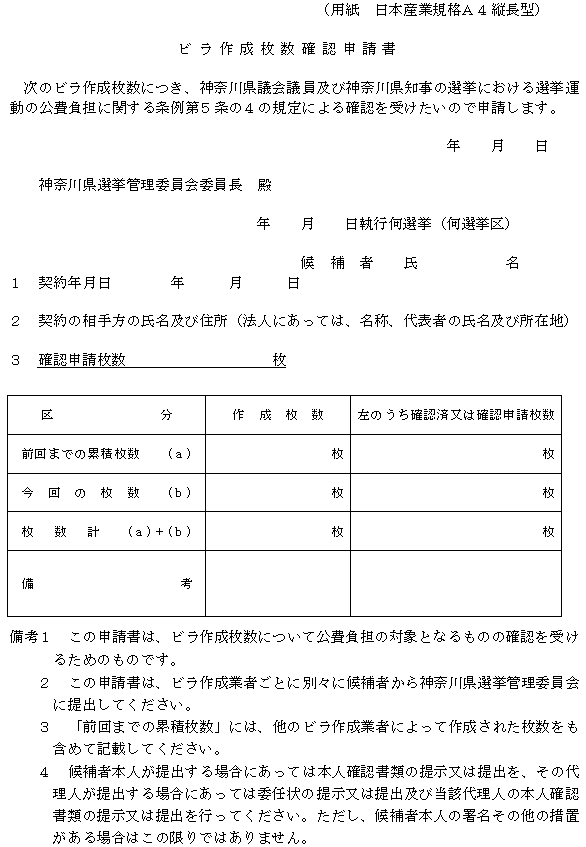 （用紙　日本産業規格Ａ４縦長型）
ビラ作成枚数確認申請書
次のビラ作成枚数につき、神奈川県議会議員及び神奈川県知事の選挙における選挙運
動の公費負担に関する条例第５条の４の規定による確認を受けたいので申請します。
年　　月　　日
神奈川県選挙管理委員会委員長　殿
年　　月　　日執行何選挙（何選挙区）
候　補　者　　氏　　　　　　名
１　契約年月日　　　　年　　　月　　　日
２　契約の相手方の氏名及び住所（法人にあっては、名称、代表者の氏名及び所在地）
３　確認申請枚数　　　　　　　　　　枚
区　　　　　　　分　作　成　枚　数　左のうち確認済又は確認申請枚数
前回までの累積枚数　（a）　枚　枚
今　回　の　枚　数　（b）　枚　枚
枚　数　計　（a）＋（b）　枚　枚
備　　　　　　　　　　考
備考１　この申請書は、ビラ作成枚数について公費負担の対象となるものの確認を受け
るためのものです。
２　この申請書は、ビラ作成業者ごとに別々に候補者から神奈川県選挙管理委員会
に提出してください。
３　「前回までの累積枚数」には、他のビラ作成業者によって作成された枚数をも
含めて記載してください。
４　候補者本人が提出する場合にあっては本人確認書類の提示又は提出を、その代
理人が提出する場合にあっては委任状の提示又は提出及び当該代理人の本人確認
書類の提示又は提出を行ってください。ただし、候補者本人の署名その他の措置
がある場合はこの限りではありません。